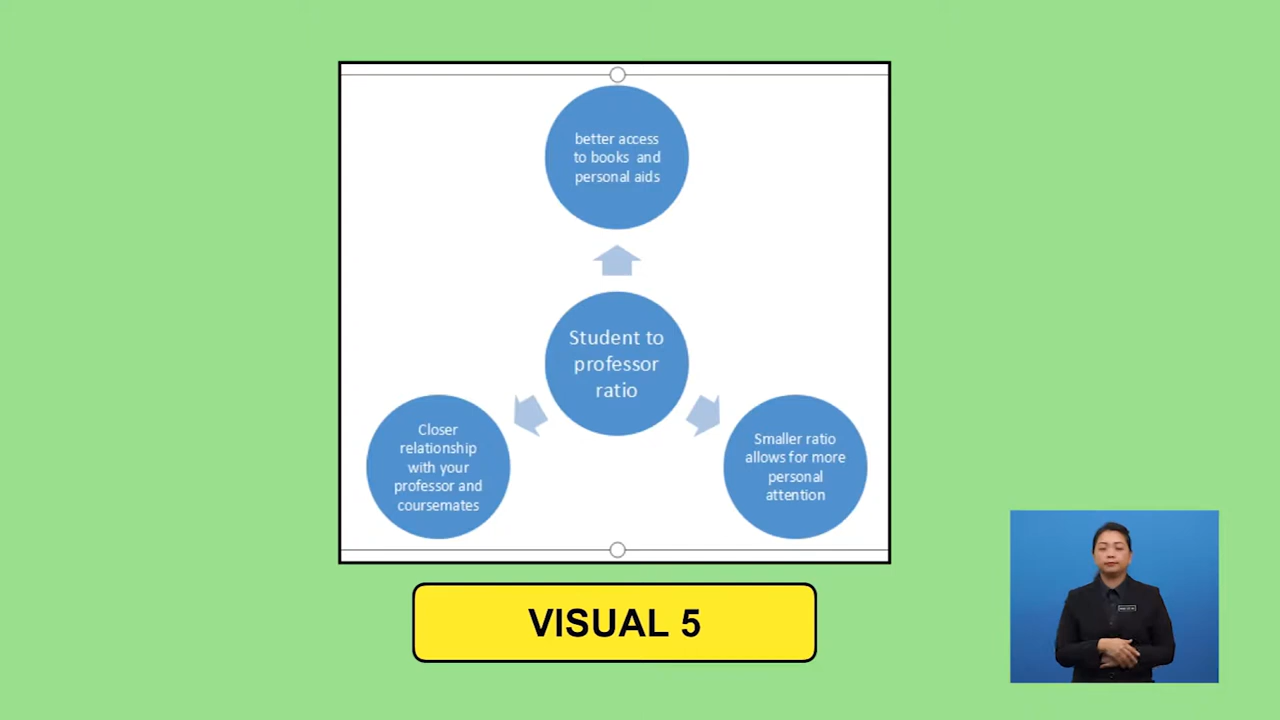 better access
to books and
personal aids
Student to
professor
ratio
Closer
relationship
with your
professor and
coursemates
Smaller ratio
allows for more
personal
attention
VISUAL 5